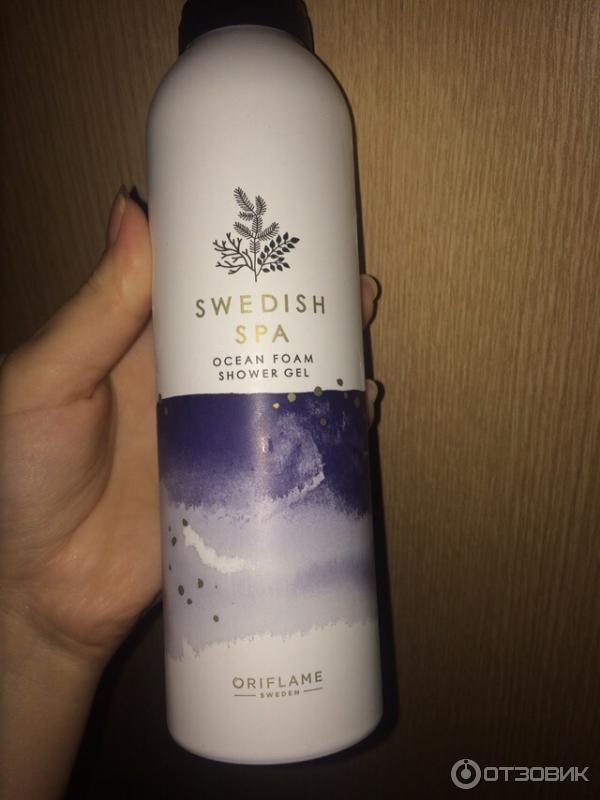 SWEDISH
SPA
OCEAN FOAM
SHOWER GEL
ORIFLAME
SWEDEN
ОТЗОВИК